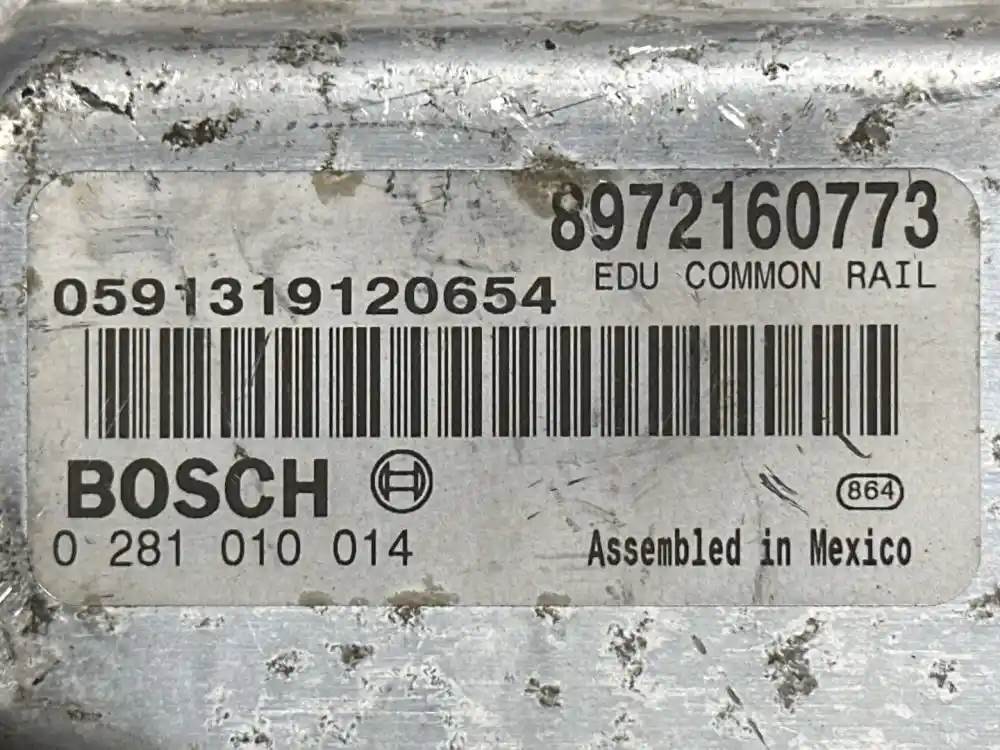 8972160773
EDU COMMON RAIL
0591319120654
BOSCH
864
0 281 010 014
Assembled in Mexico